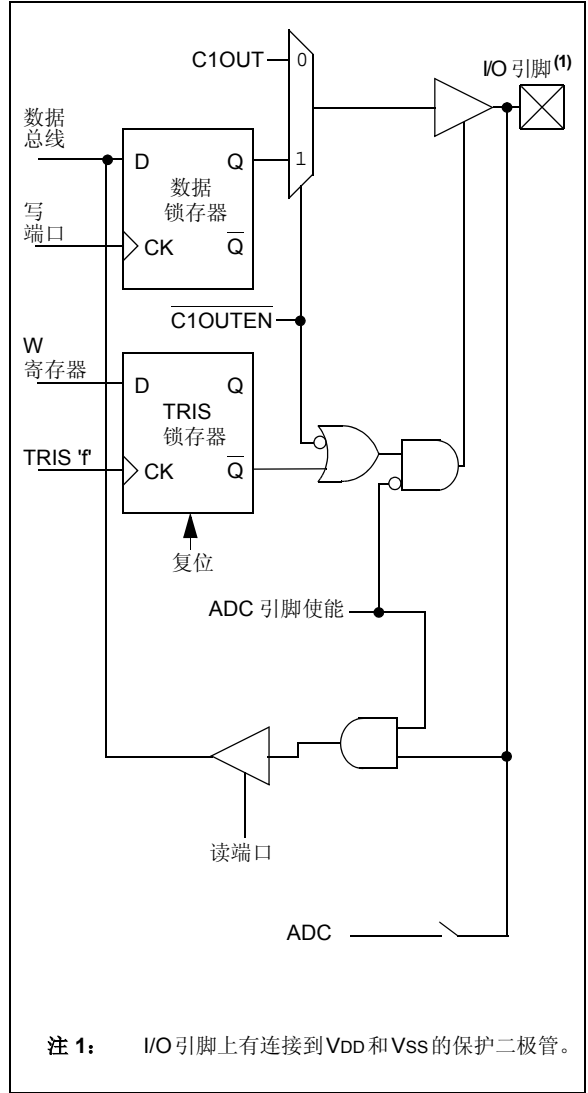 C1OUT
0
I/O 引脚(1)
数据
总线
D
Q
1
数据
锁存器
写
端口
CK
Q
C1OUTEN
W
寄存器
D
Q
TRIS
锁存器
TRIS 'f'
CK
Q
复位
ADC 引脚使能
读端口
ADC
注 1： I/O引脚上有连接到VDD和VSS的保护二极管。